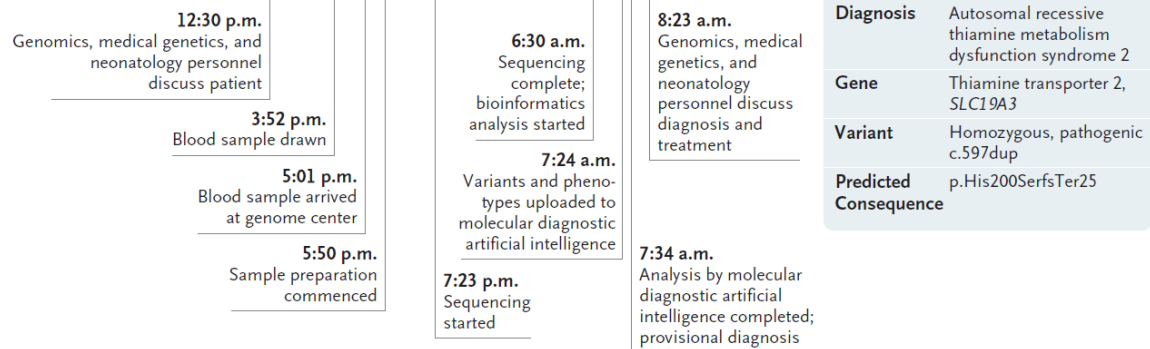 12:30 p.m.
Genomics, medical genetics, and
neonatology personnel
discuss patient
3:52 p.m.
Blood sample drawn
5:01 p.m.
Blood sample arrived
at genome center
5:50 p.m.
Sample preparation
commenced
7:23 p.m.
Sequencing
started
6:30 a.m.
Sequencing
complete;
bioinformatics
analysis started
7:24 a.m.
Variants and pheno-
types uploaded to
molecular diagnostic
artificial intelligence
7:34 a.m.
Analysis by molecular
diagnostic artificial
intelligence completed;
provisional diagnosis
8:23 a.m.
Genomics, medical
genetics, and
neonatology
personnel discuss
diagnosis and
treatment
Diagnosis Autosomal recessive
thiamine metabolism
dysfunction syndrome 2
Gene Thiamine transporter 2,
SLC19A3
Variant Homozygous, pathogenic
c.597dup
Predicted p.His200SerfsTer25
Consequence